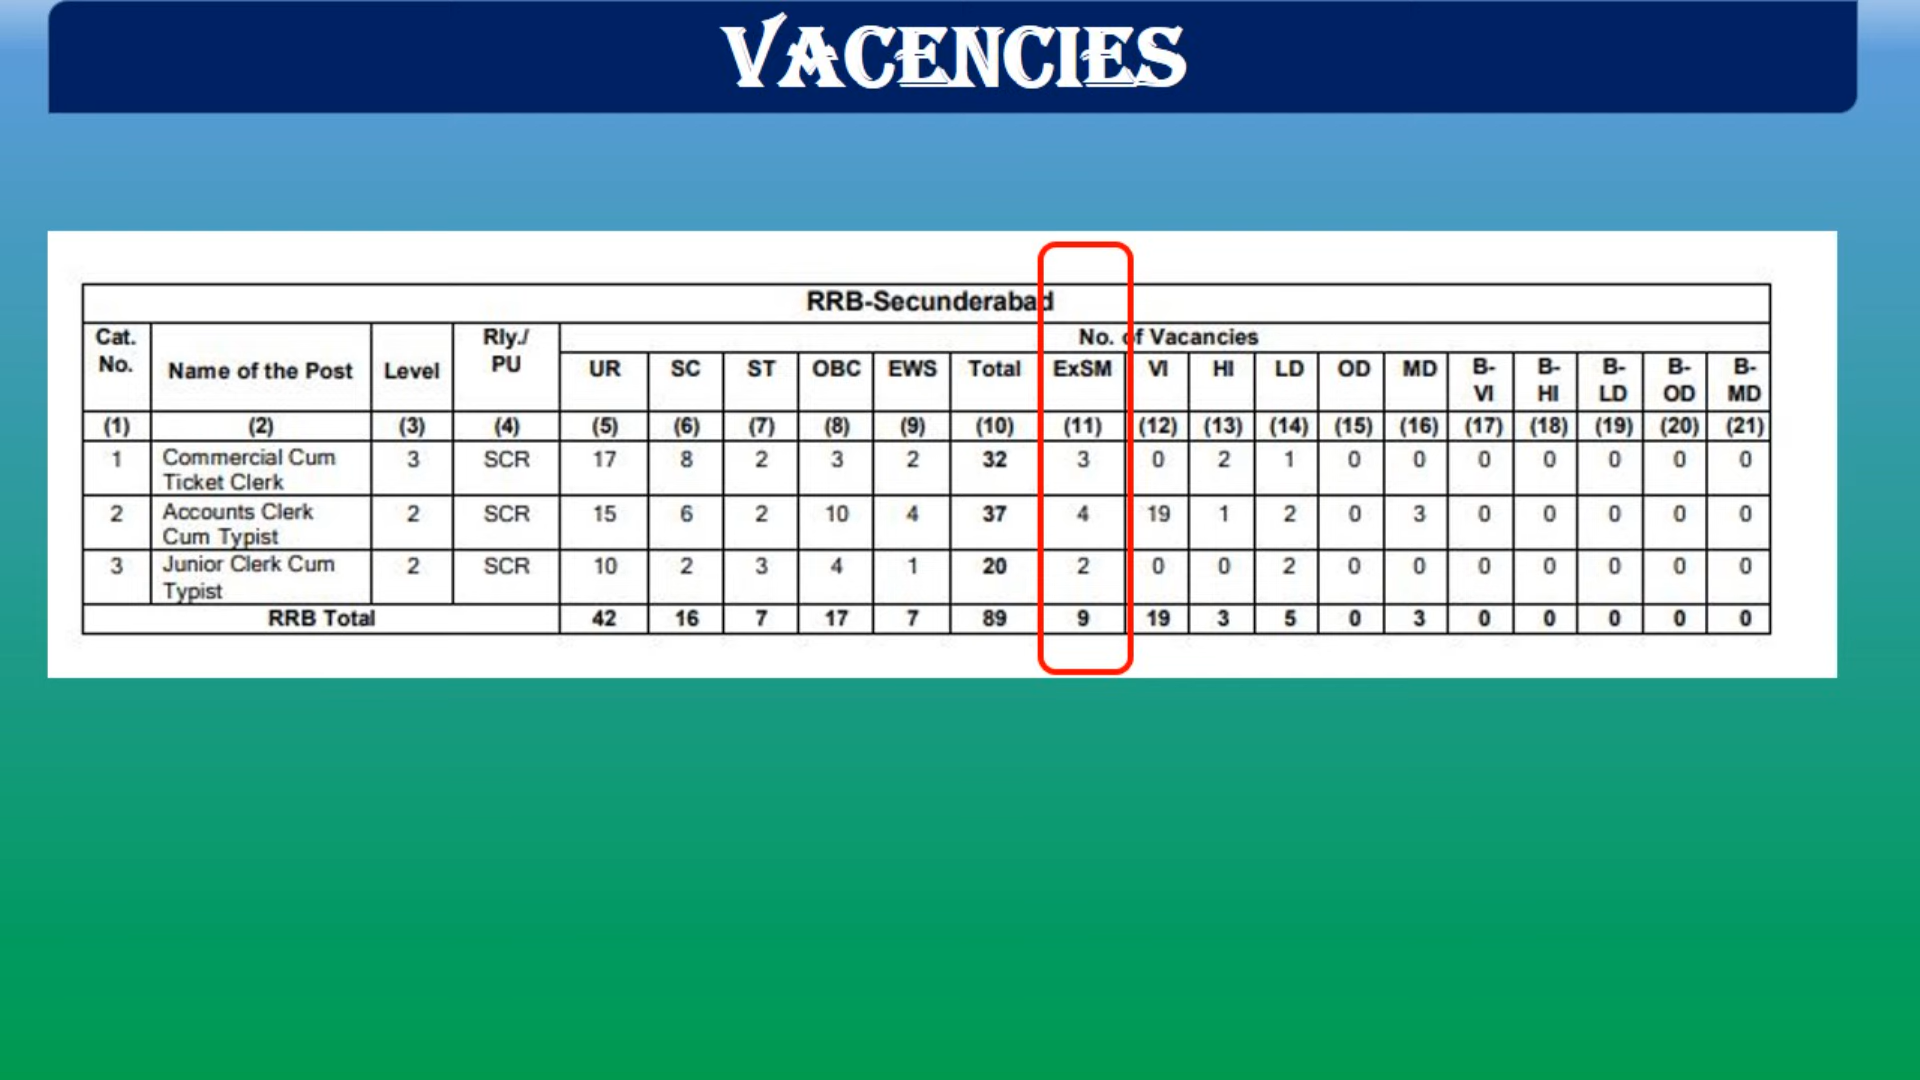 VACENCIES
RRB-Secunderabad
Cat. No. Name of the Post Level Rly./ PU No. of Vacancies
UR SC ST OBC EWS Total ExSM VI HI LD OD MD B-VI B-HI B-LD B-OD B-MD
(1) (2) (3) (4) (5) (6) (7) (8) (9) (10) (11) (12) (13) (14) (15) (16) (17) (18) (19) (20) (21)
1 Commercial Cum Ticket Clerk 3 SCR 17 8 2 3 2 32 3 0 2 1 0 0 0 0 0 0 0
2 Accounts Clerk Cum Typist 2 SCR 15 6 2 10 4 37 4 19 1 2 0 3 0 0 0 0 0
3 Junior Clerk Cum Typist 2 SCR 10 2 3 4 1 20 2 0 0 2 0 0 0 0 0 0 0
RRB Total 42 16 7 17 7 89 9 19 3 5 0 3 0 0 0 0 0